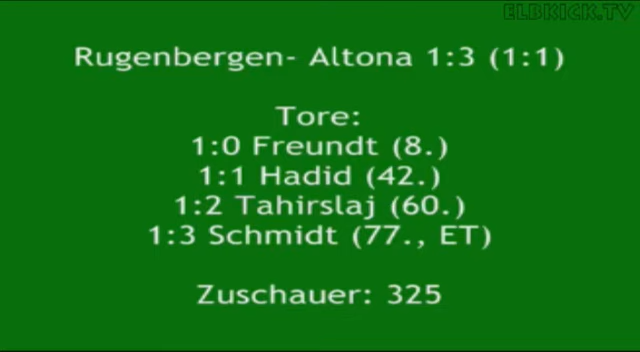 ELBKICK.TV
Rugenbergen- Altona 1:3 (1:1)
Tore:
1:0 Freundt (8.)
1:1 Hadid (42.)
1:2 Tahirslaj (60.)
1:3 Schmidt (77., ET)
Zuschauer: 325